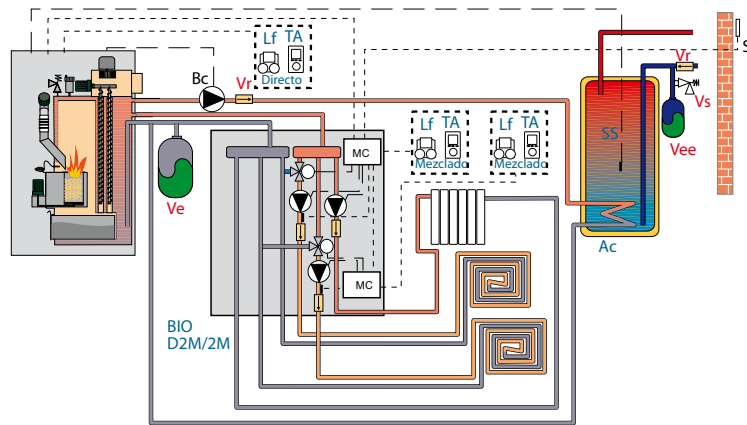 Lf TA
Directo
Bc
Vr
Lf TA
Mezclado
Lf TA
Mezclado
MC
MC
Ve
BIO
D2M/2M
SS
Ac
Vr
Vs
Vee
S